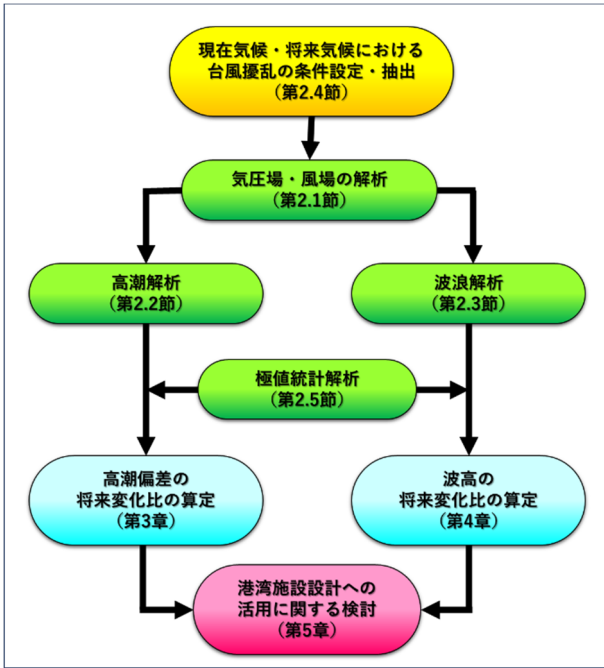 現在気候・将来気候における
台風擾乱の条件設定・抽出
（第2.4節）
気圧場・風場の解析
（第2.1節）
高潮解析
（第2.2節）
波浪解析
（第2.3節）
極値統計解析
（第2.5節）
高潮偏差の
将来変化比の算定
（第3章）
波高の
将来変化比の算定
（第4章）
港湾施設設計への
活用に関する検討
（第5章）